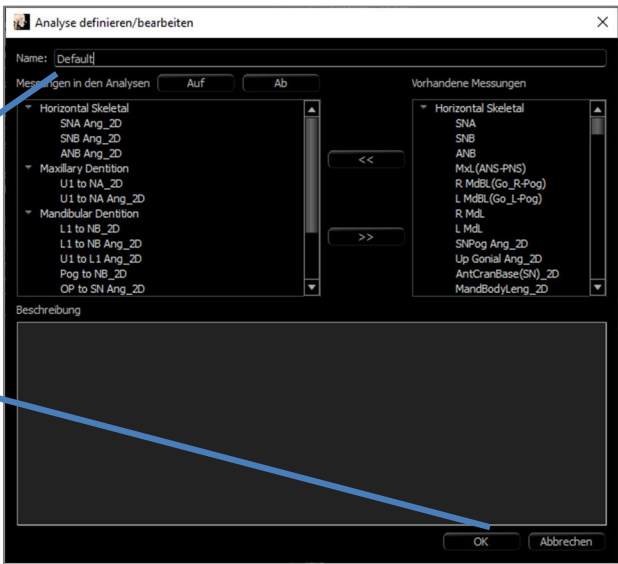 Analyse definieren/bearbeiten
Name: Default
Messungen in den Analysen Auf Ab
Horizontal Skeletal
SNA Ang_2D
SNB Ang_2D
ANB Ang_2D
Maxillary Dentition
U1 to NA_2D
U1 to NA Ang_2D
Mandibular Dentition
L1 to NB_2D
L1 to NB Ang_2D
U1 to L1 Ang_2D
Pog to NB_2D
OP to SN Ang_2D
<<
>>
Vorhandene Messungen
Horizontal Skeletal
SNA
SNB
ANB
MxL(ANS-PNS)
R MdBL(Go_R-Pog)
L MdBL(Go_L-Pog)
R MdL
L MdL
SNPog Ang_2D
Up Gonial Ang_2D
AntCranBase(SN)_2D
MandBodyLeng_2D
Beschreibung
OK Abbrechen